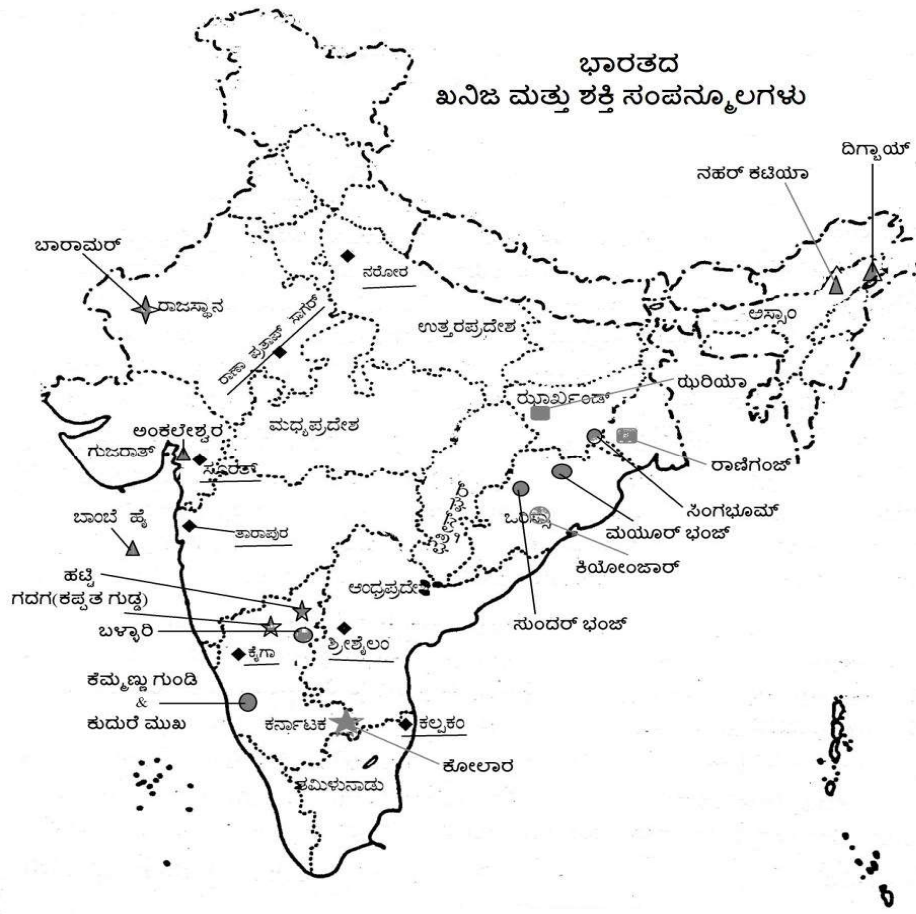 ಭಾರತದ
ಖನಿಜ ಮತ್ತು ಶಕ್ತಿ ಸಂಪನ್ಮೂಲಗಳು
ದಿಗ್ಬಾಯ್
ನಹರ್ ಕಟಿಯಾ
ಬಾರಾಮರ್
ನರೋರ
ರಾಜಸ್ಥಾನ
ಅಸ್ಸಾಂ
ರಾಣಾ ಪ್ರತಾಪ್ ಸಾಗರ್
ಉತ್ತರಪ್ರದೇಶ
ಝರಿಯಾ
ಝಾರ್ಖಂಡ್
ಮಧ್ಯಪ್ರದೇಶ
ಅಂಕಲೇಶ್ವರ
ಗುಜರಾತ್
ಸೂರತ್
ರಾಣಿಗಂಜ್
ಸಿಂಗಭೂಮ್
ಬಾಂಬೆ ಹೈ
ಒರಿಸ್ಸಾ
ಮಯೂರ್ ಭಂಜ್
ತಾರಾಪುರ
ಕಿಯೋಂಜಾರ್
ಹಟ್ಟಿ
ಅಂಧ್ರಪ್ರದೇಶ
ಗದಗ(ಕಪ್ಪತ ಗುಡ್ಡ)
ಸುಂದರ್ ಭಂಜ್
ಬಳ್ಳಾರಿ
ಶ್ರೀಶೈಲಂ
ಕೈಗಾ
ಕೆಮ್ಮಣ್ಣು ಗುಂಡಿ
&
ಕುದುರೆ ಮುಖ
ಕರ್ನಾಟಕ
ಕಲ್ಪಕಂ
ಕೋಲಾರ
ತಮಿಳುನಾಡು